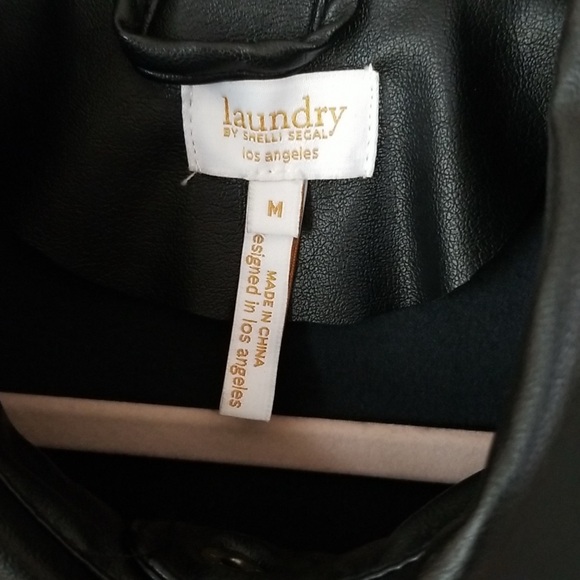 laundry
BY SHELLI SEGAL
los angeles
M
MADE IN CHINA
esigned in los angeles